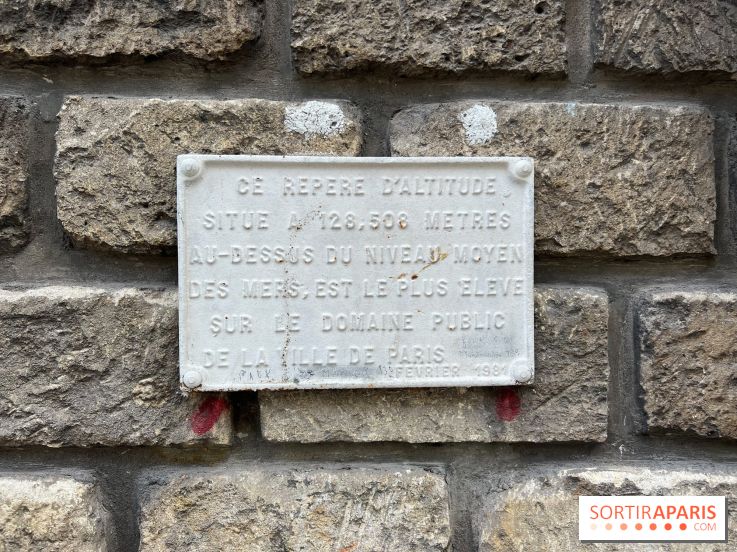 CE REPERE D'ALTITUDE
SITUE A 128,508 METRES
AU-DESSUS DU NIVEAU MOYEN
DES MERS, EST LE PLUS ELEVE
SUR LE DOMAINE PUBLIC
DE LA VILLE DE PARIS
FEVRIER 1981
SORTIRAPARIS
.COM